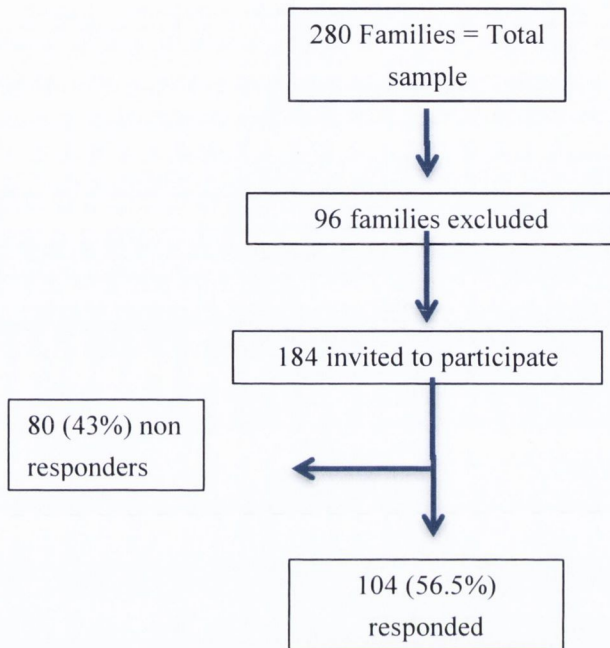 280 Families = Total
sample
96 families excluded
184 invited to participate
80 (43%) non
responders
104 (56.5%)
responded